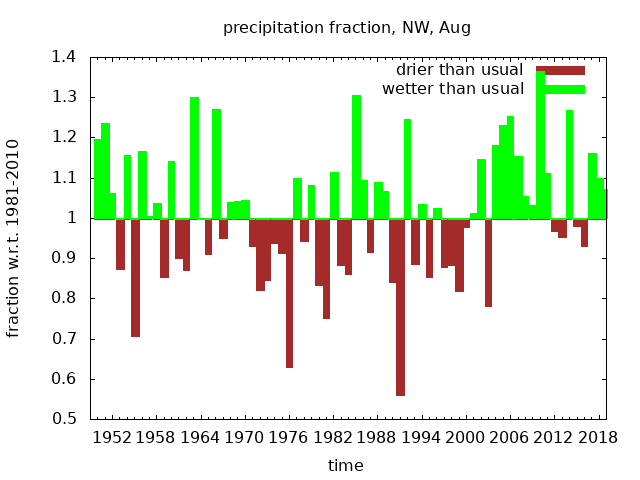 precipitation fraction, NW, Aug
drier than usual
wetter than usual
fraction w.r.t. 1981-2010
1.4
1.3
1.2
1.1
1
0.9
0.8
0.7
0.6
0.5
1952 1958 1964 1970 1976 1982 1988 1994 2000 2006 2012 2018
time